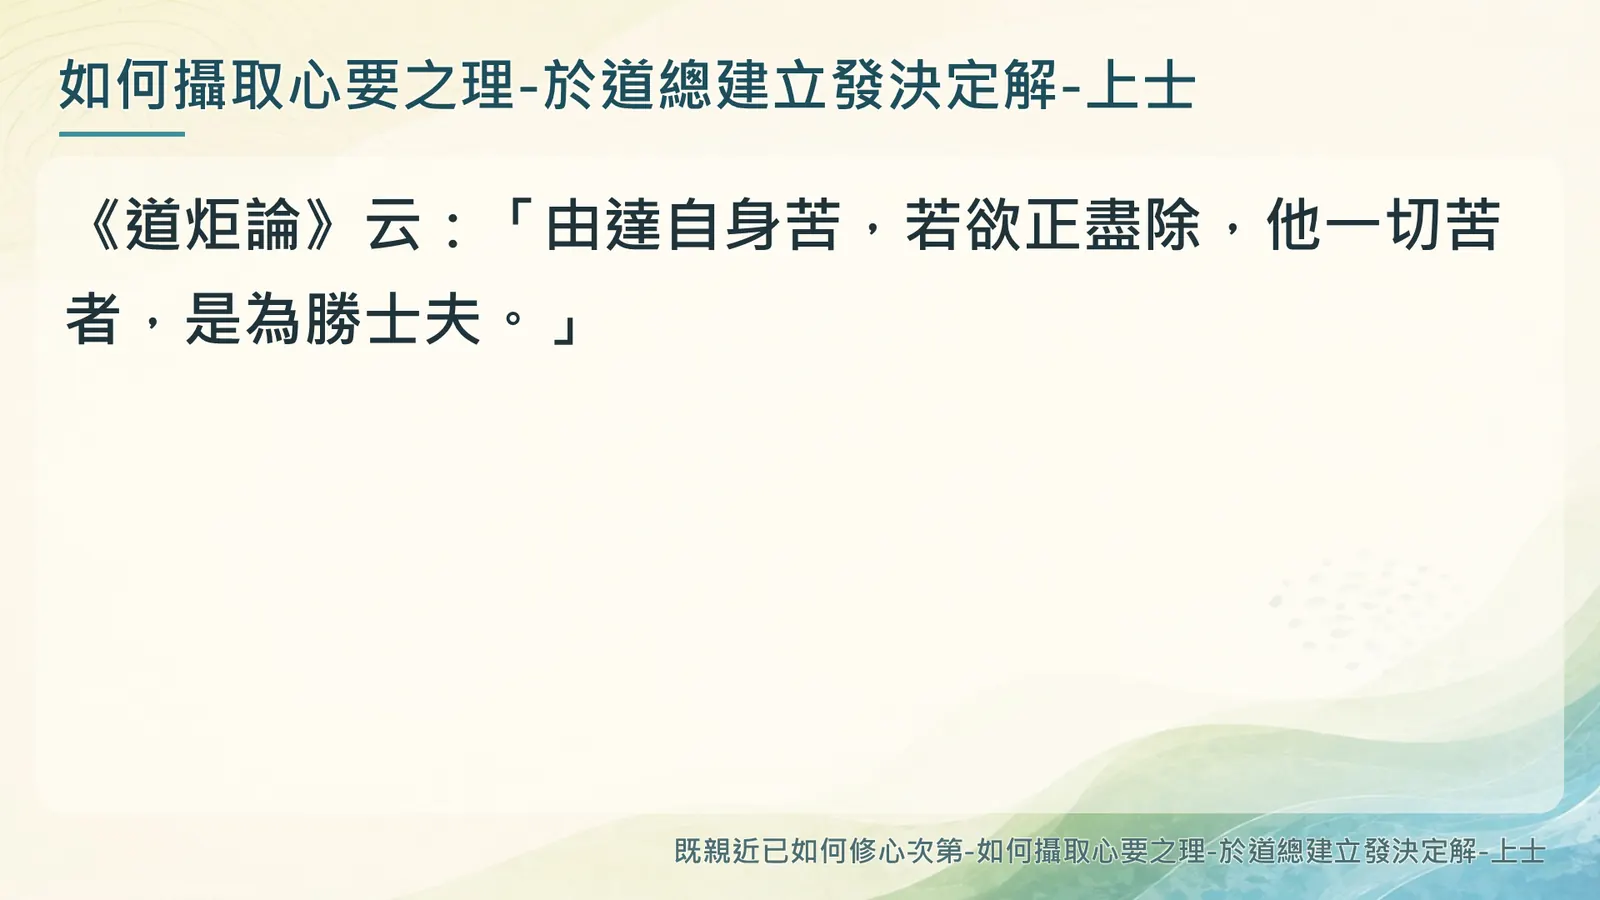 如何攝取心要之理-於道總建立發決定解-上士
《道炬論》云：「由達自身苦，若欲正盡除，他一切苦
者，是為勝士夫。」
既親近已如何修心次第-如何攝取心要之理-於道總建立發決定解-上士